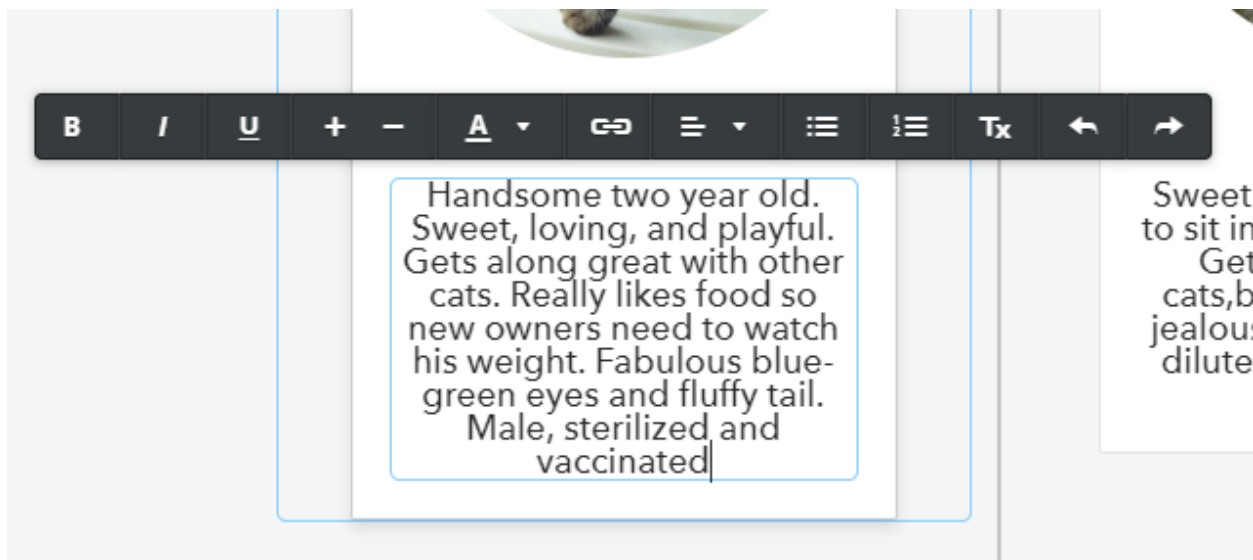 B I U + − A Tx
Handsome two year old.
Sweet, loving, and playful.
Gets along great with other
cats. Really likes food so
new owners need to watch
his weight. Fabulous blue-
green eyes and fluffy tail.
Male, sterilized and
vaccinated
Sweet
to sit in
Get
cats,b
jealous
dilute